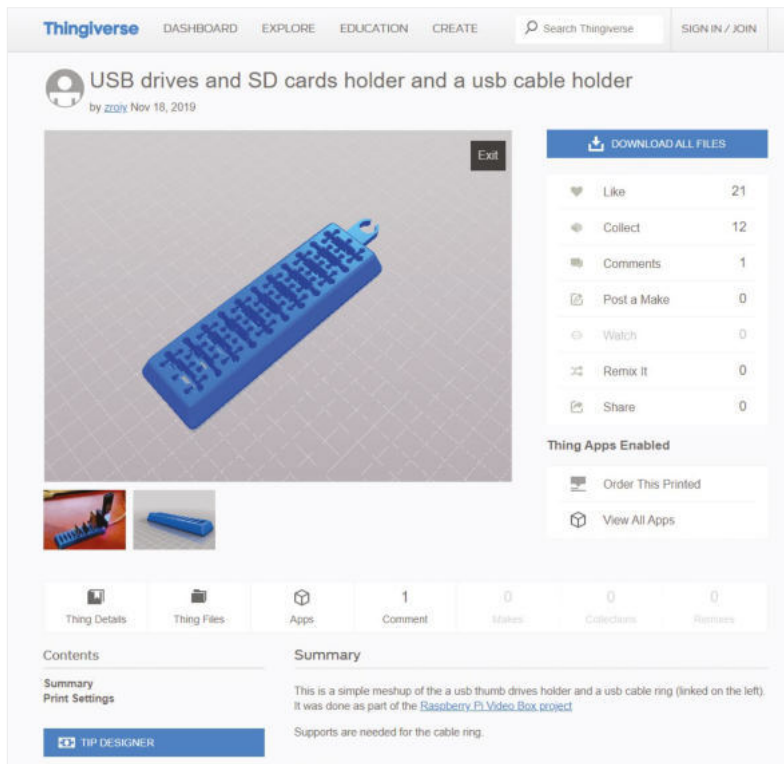 Thingiverse DASHBOARD EXPLORE EDUCATION CREATE Search Thingiverse SIGN IN / JOIN
USB drives and SD cards holder and a usb cable holder
by zroiy Nov 18, 2019
Exit
DOWNLOAD ALL FILES
Like 21
Collect 12
Comments 1
Post a Make 0
Watch 0
Remix It 0
Share 0
Thing Apps Enabled
Order This Printed
View All Apps
1 0 0 0
Thing Details Thing Files Apps Comment Makes Collections Remixes
Contents
Summary
Print Settings
TIP DESIGNER
Summary
This is a simple meshup of the a usb thumb drives holder and a usb cable ring (linked on the left).
It was done as part of the Raspberry Pi Video Box project
Supports are needed for the cable ring.